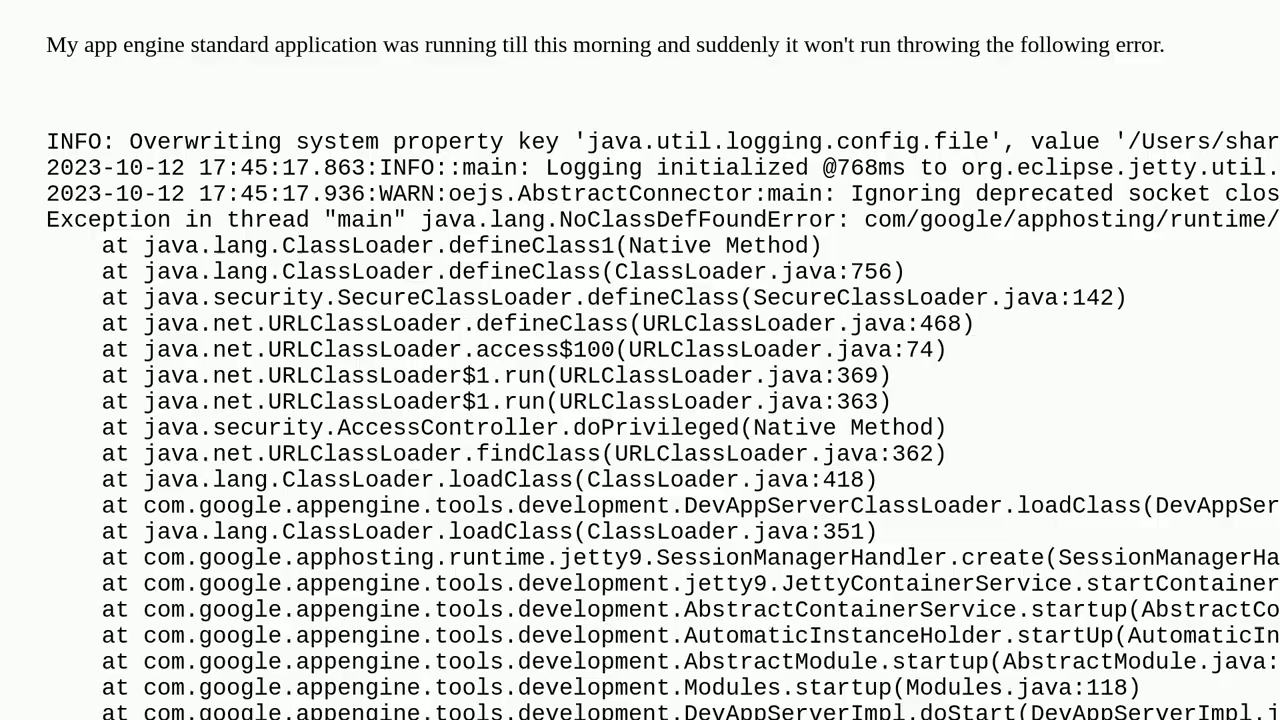 My app engine standard application was running till this morning and suddenly it won't run throwing the following error.
INFO: Overwriting system property key 'java.util.logging.config.file', value '/Users/shar
2023-10-12 17:45:17.863:INFO::main: Logging initialized @768ms to org.eclipse.jetty.util.
2023-10-12 17:45:17.936:WARN:oejs.AbstractConnector:main: Ignoring deprecated socket clos
Exception in thread "main" java.lang.NoClassDefFoundError: com/google/apphosting/runtime/
    at java.lang.ClassLoader.defineClass1(Native Method)
    at java.lang.ClassLoader.defineClass(ClassLoader.java:756)
    at java.security.SecureClassLoader.defineClass(SecureClassLoader.java:142)
    at java.net.URLClassLoader.defineClass(URLClassLoader.java:468)
    at java.net.URLClassLoader.access$100(URLClassLoader.java:74)
    at java.net.URLClassLoader$1.run(URLClassLoader.java:369)
    at java.net.URLClassLoader$1.run(URLClassLoader.java:363)
    at java.security.AccessController.doPrivileged(Native Method)
    at java.net.URLClassLoader.findClass(URLClassLoader.java:362)
    at java.lang.ClassLoader.loadClass(ClassLoader.java:418)
    at com.google.appengine.tools.development.DevAppServerClassLoader.loadClass(DevAppSer
    at java.lang.ClassLoader.loadClass(ClassLoader.java:351)
    at com.google.apphosting.runtime.jetty9.SessionManagerHandler.create(SessionManagerHa
    at com.google.appengine.tools.development.jetty9.JettyContainerService.startContainer
    at com.google.appengine.tools.development.AbstractContainerService.startup(AbstractCo
    at com.google.appengine.tools.development.AutomaticInstanceHolder.startUp(AutomaticIn
    at com.google.appengine.tools.development.AbstractModule.startup(AbstractModule.java:
    at com.google.appengine.tools.development.Modules.startup(Modules.java:118)
    at com.google.appengine.tools.development.DevAppServerImpl.doStart(DevAppServerImpl.j